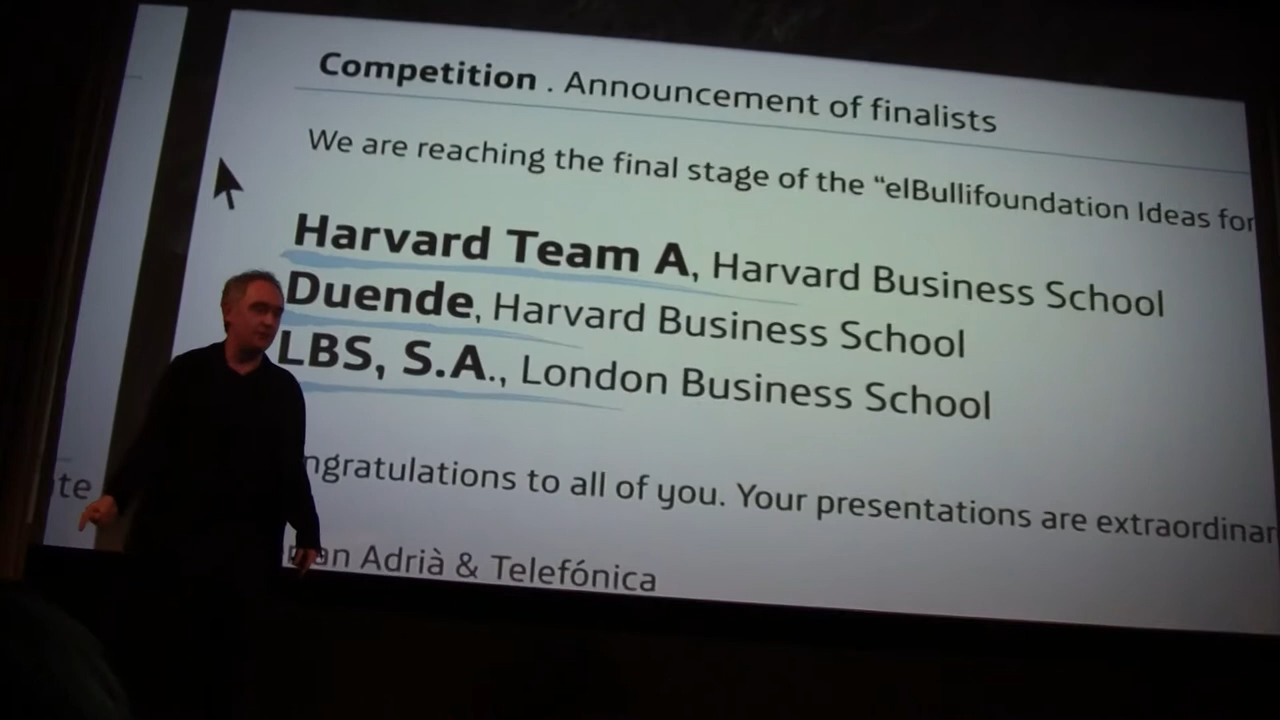 Competition . Announcement of finalists
We are reaching the final stage of the “elBullifoundation Ideas for
Harvard Team A, Harvard Business School
Duende, Harvard Business School
LBS, S.A., London Business School
ngratulations to all of you. Your presentations are extraordinar
te
an Adrià & Telefónica